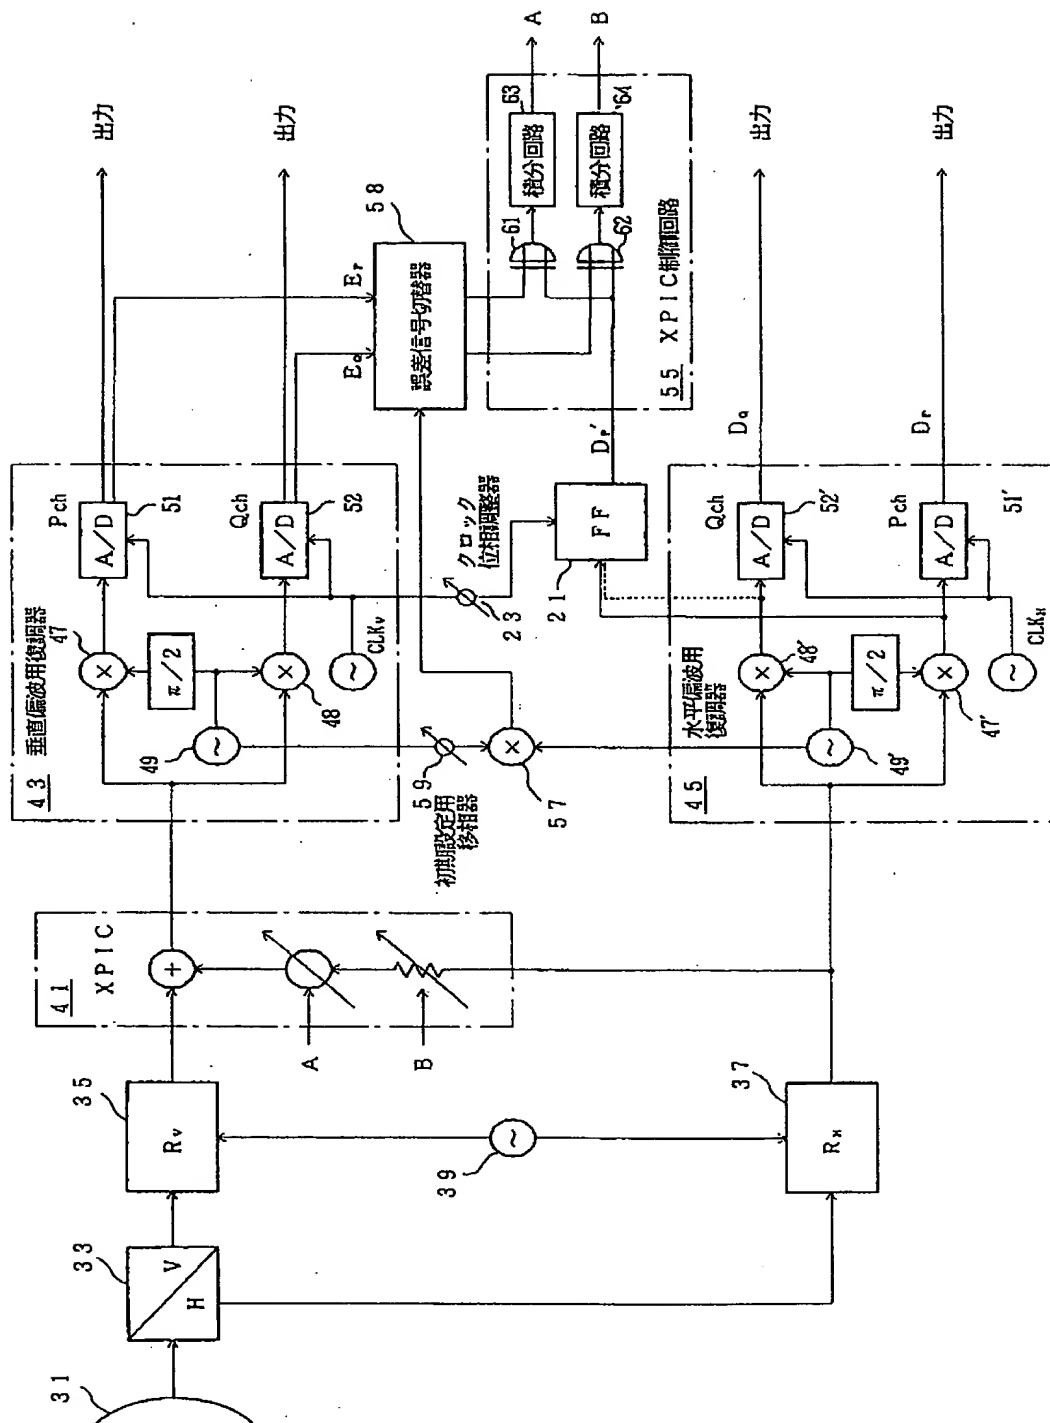 31
33
V
H
35
Rv
37
RH
39
41
XPIC
A
B
43 垂直偏波用復調器
47
π/2
48
49
CLKv
Pch
A/D
51
Qch
A/D
52
出力
出力
初期設定用
移相器
59
57
クロック
位相調整器
23
21
FF
Dr′
EQ
Er
58
誤差信号切替器
55 XPIC制御回路
61
62
63
積分回路
64
積分回路
A
B
45
水平偏波用
復調器
48′
π/2
47′
49′
CLKH
Qch
A/D
52′
Pch
A/D
51′
DQ
Dr
出力
出力